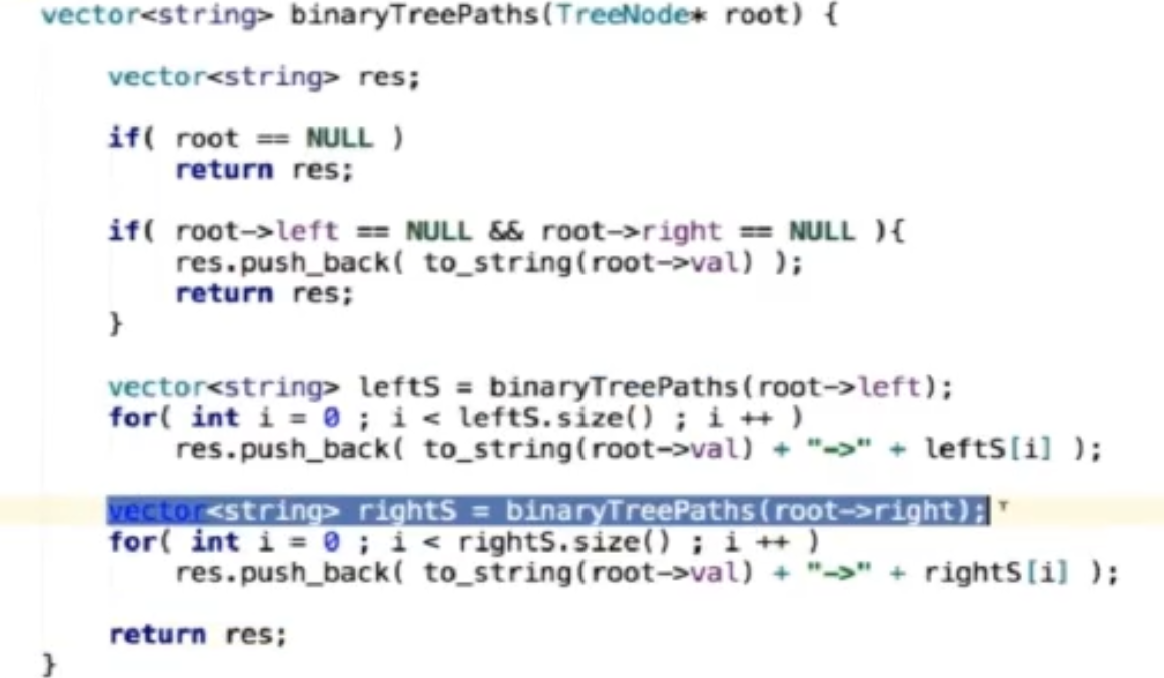 vector<string> binaryTreePaths(TreeNode* root) {
vector<string> res;
if( root == NULL )
return res;
if( root->left == NULL && root->right == NULL ){
res.push_back( to_string(root->val) );
return res;
}
vector<string> leftS = binaryTreePaths(root->left);
for( int i = 0 ; i < leftS.size() ; i ++ )
res.push_back( to_string(root->val) + "->" + leftS[i] );
vector<string> rightS = binaryTreePaths(root->right);
for( int i = 0 ; i < rightS.size() ; i ++ )
res.push_back( to_string(root->val) + "->" + rightS[i] );
return res;
}